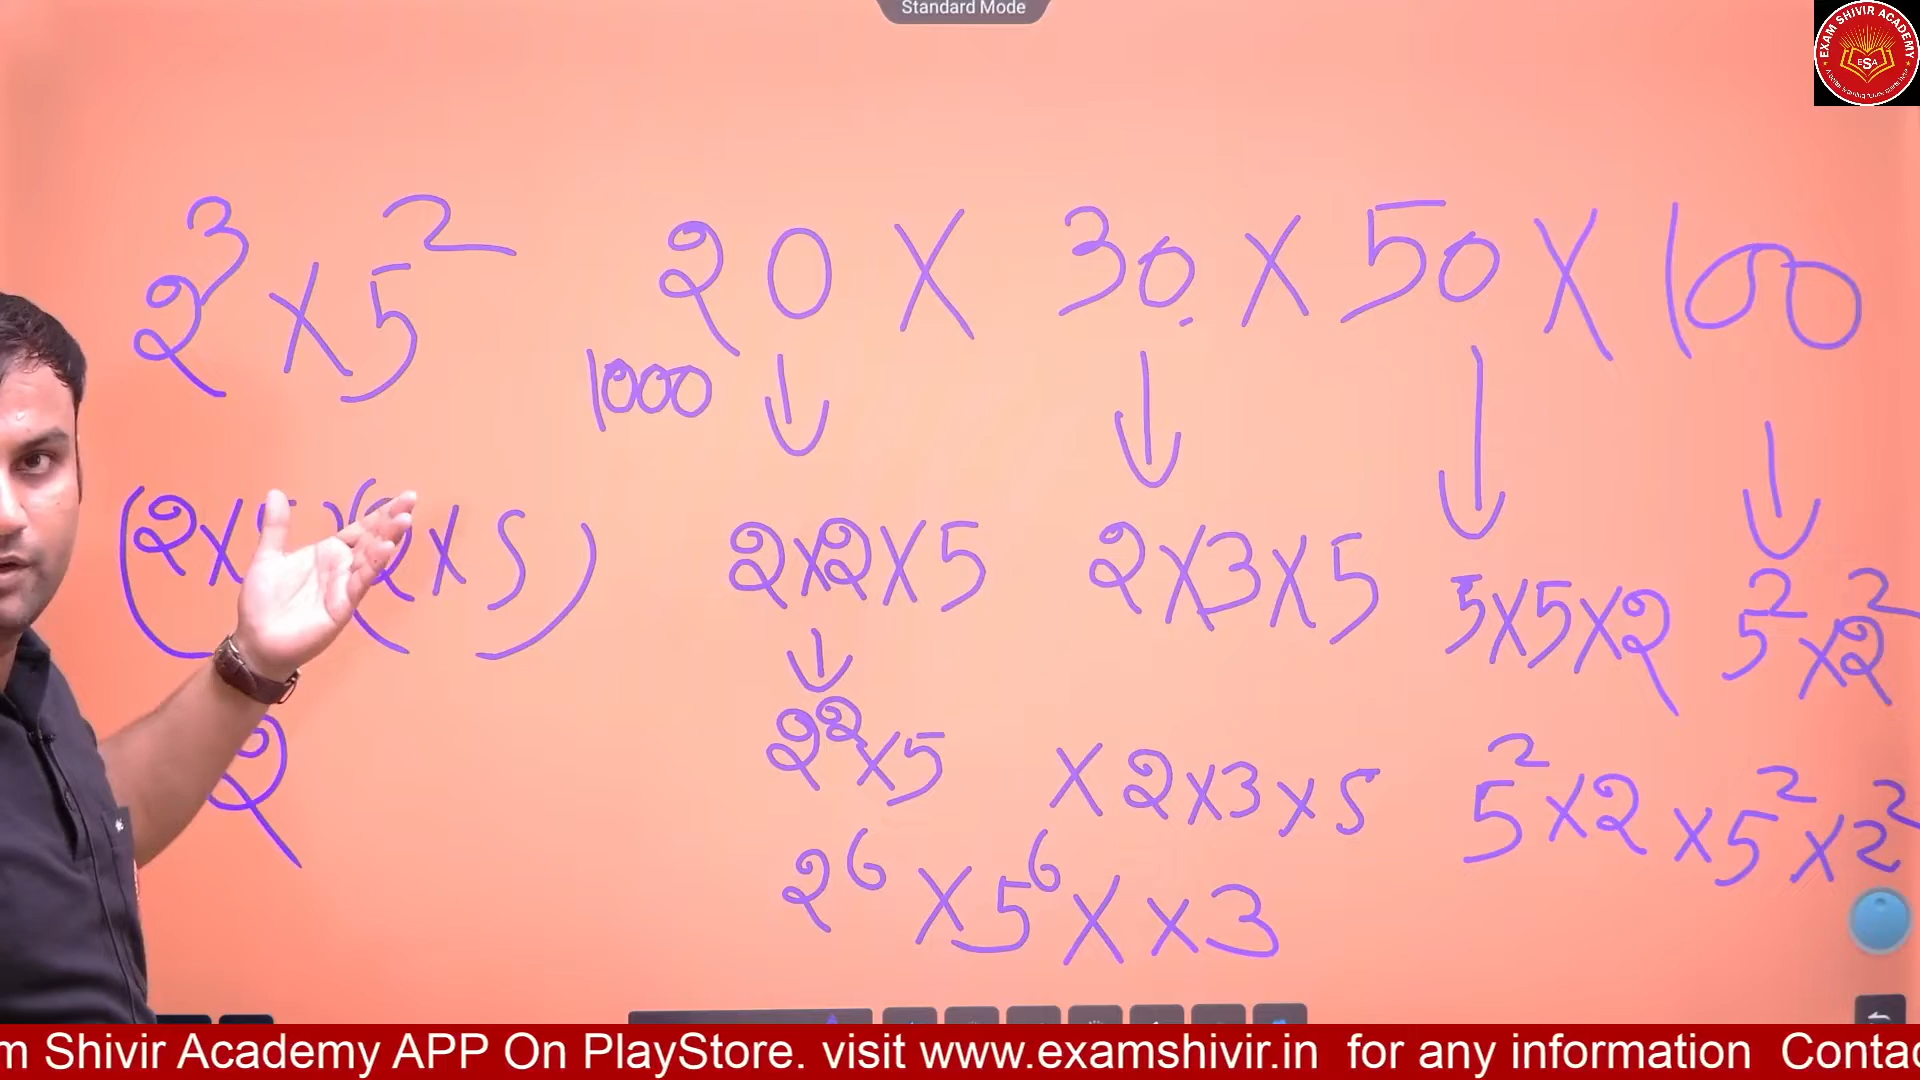 Standard Mode
EXAM SHIVIR ACADEMY
ESA
2³ × 5²
20 × 30. × 50 × 100
1000
(2 × 5)(2 × 5)
2 × 2 × 5
2 × 3 × 5
5 × 5 × 2
5² × 2²
2
2² × 5 × 2 × 3 × 5
5² × 2 × 5² × 2²
2⁶ × 5⁶ × × 3
m Shivir Academy APP On PlayStore. visit www.examshivir.in for any information Contac